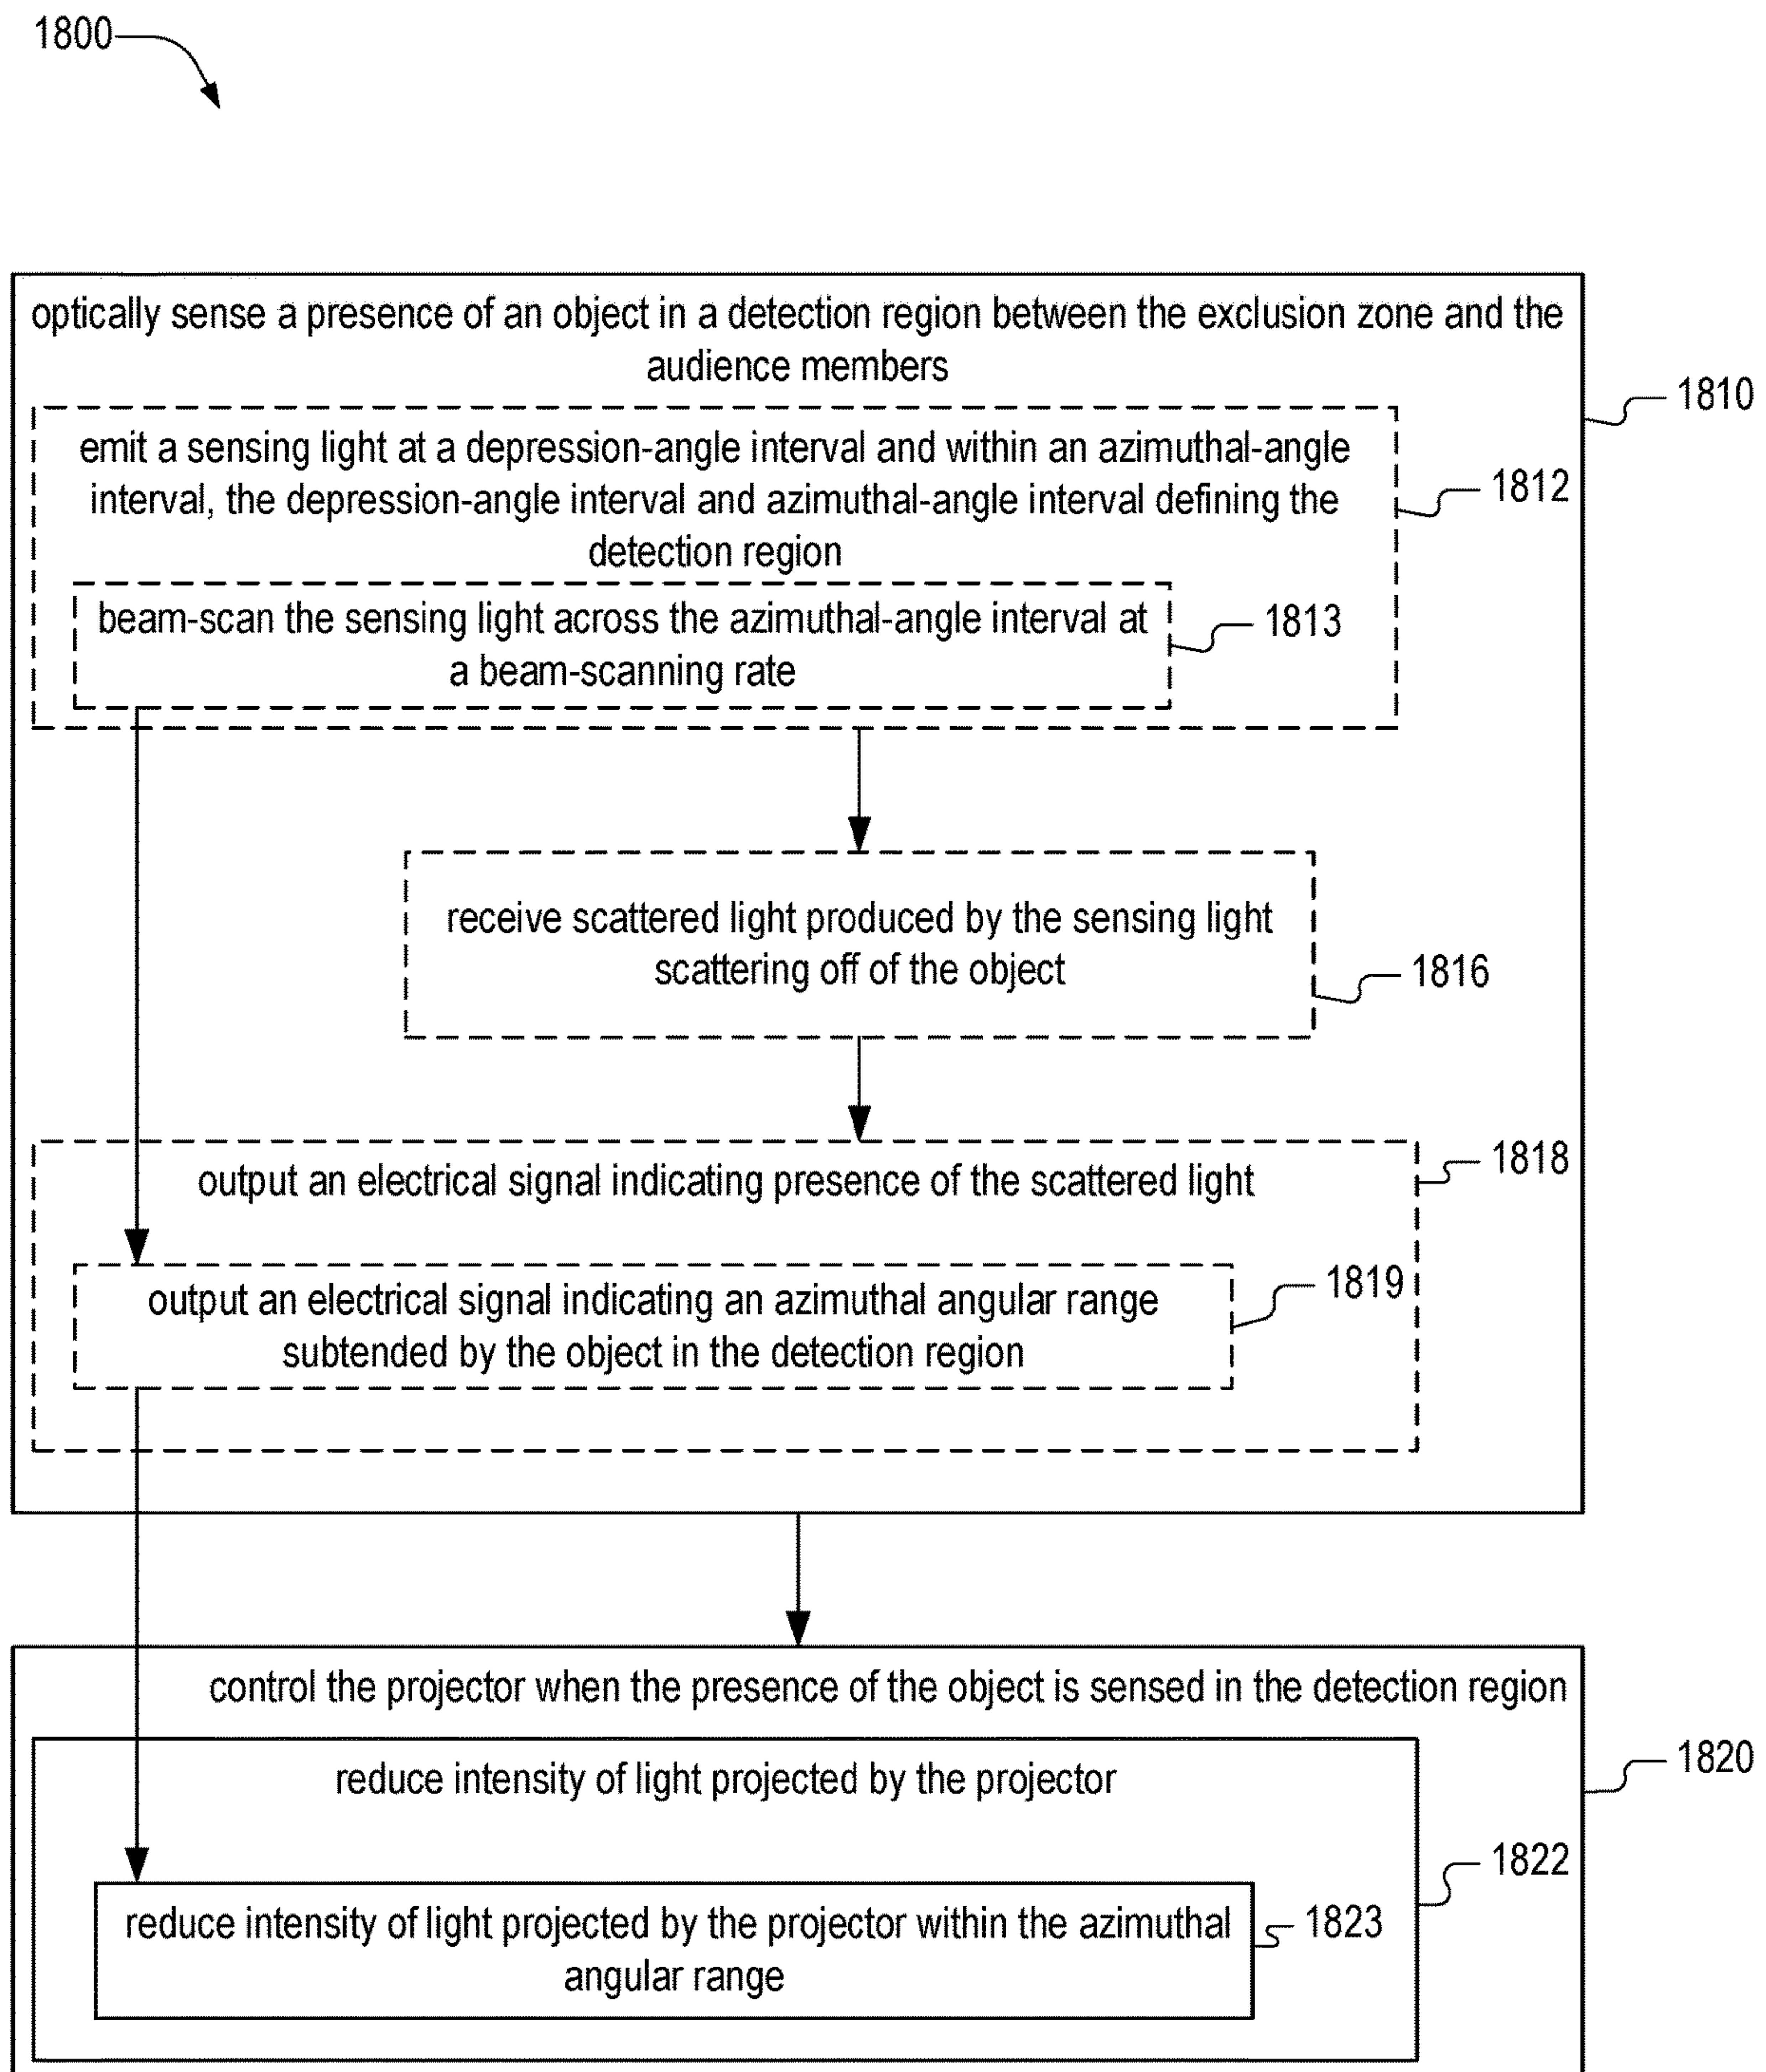 1800
optically sense a presence of an object in a detection region between the exclusion zone and the
audience members
1810
emit a sensing light at a depression-angle interval and within an azimuthal-angle
interval, the depression-angle interval and azimuthal-angle interval defining the
detection region
1812
beam-scan the sensing light across the azimuthal-angle interval at
a beam-scanning rate
1813
receive scattered light produced by the sensing light
scattering off of the object
1816
output an electrical signal indicating presence of the scattered light
1818
output an electrical signal indicating an azimuthal angular range
subtended by the object in the detection region
1819
control the projector when the presence of the object is sensed in the detection region
1820
reduce intensity of light projected by the projector
1822
reduce intensity of light projected by the projector within the azimuthal
angular range
1823